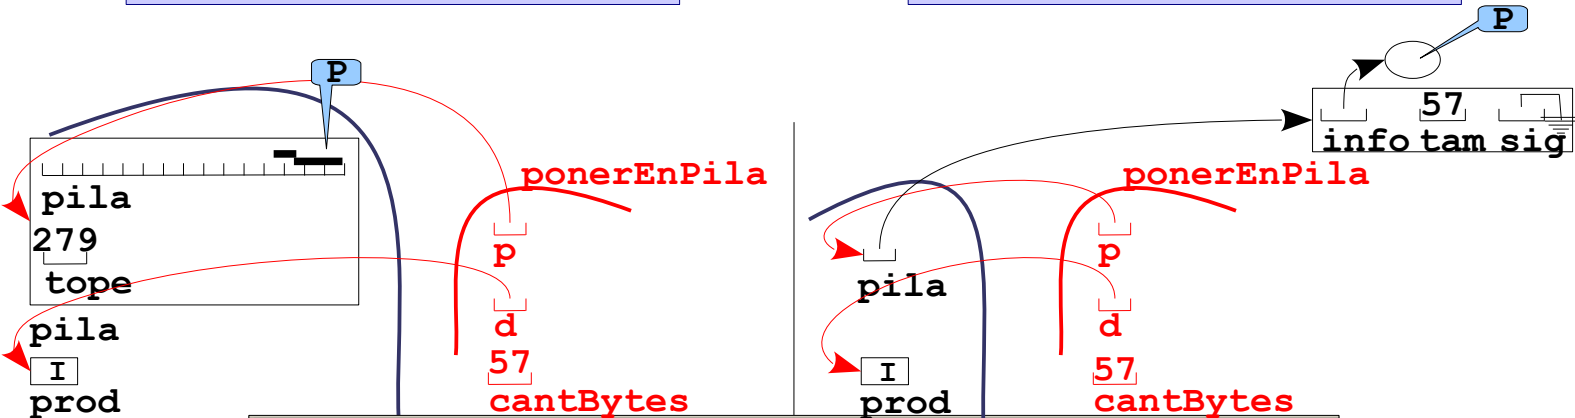 P
ponerEnPila
pila
279
p
tope
d
pila
57
I
prod
cantBytes
P
57
info tam sig
ponerEnPila
p
pila
d
57
I
prod
cantBytes